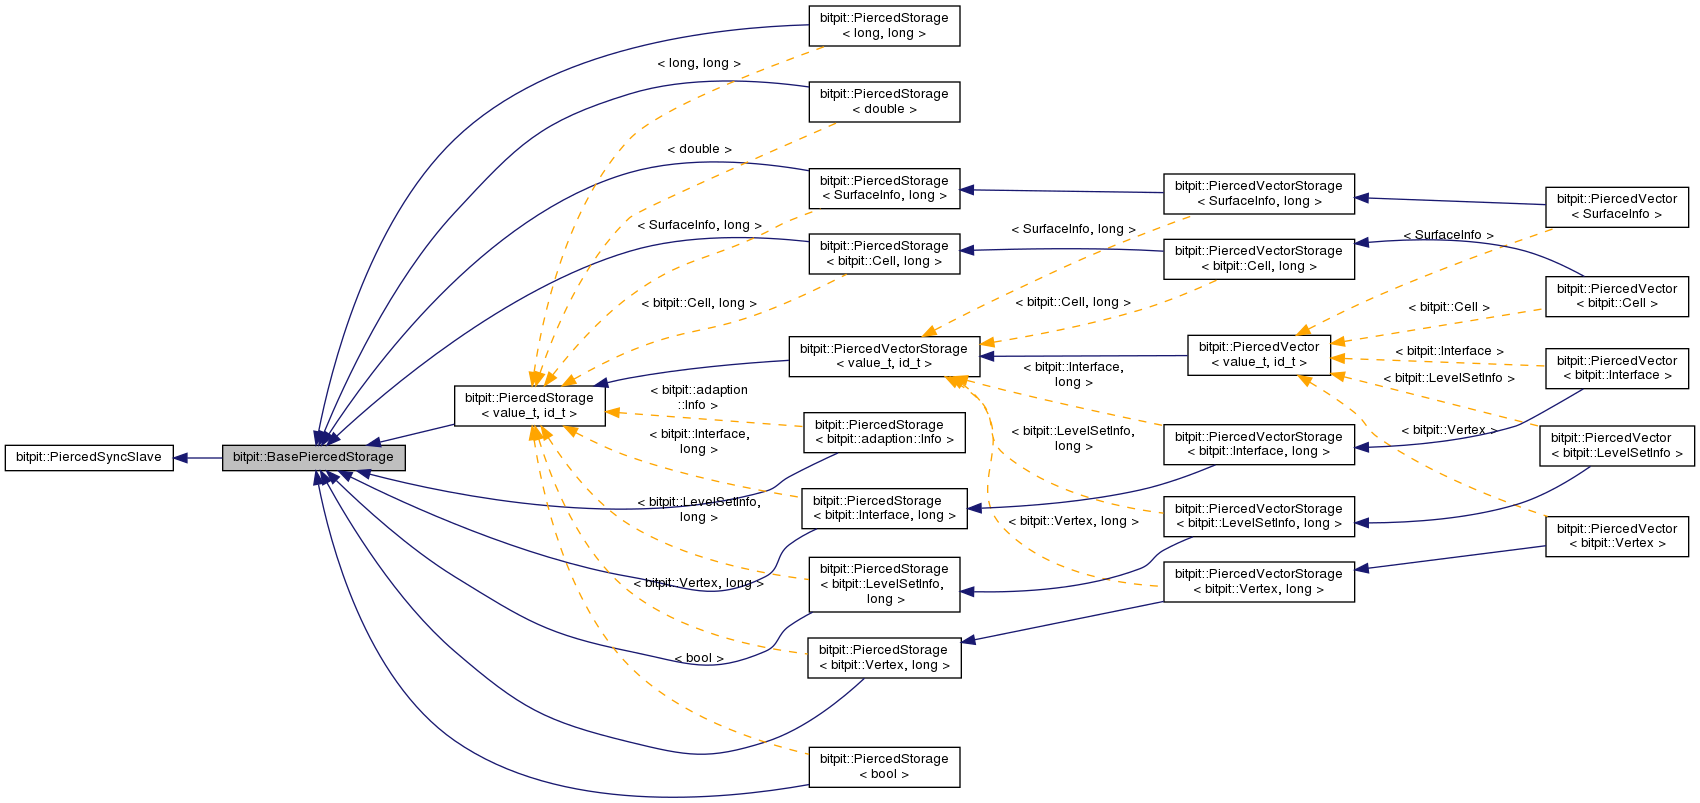 bitpit::PiercedStorage
< long, long >
< long, long >
bitpit::PiercedStorage
< double >
< double >
bitpit::PiercedStorage
< SurfaceInfo, long >
bitpit::PiercedVectorStorage
< SurfaceInfo, long >
bitpit::PiercedVector
< SurfaceInfo >
< SurfaceInfo, long >
< SurfaceInfo, long >
< SurfaceInfo >
bitpit::PiercedStorage
< bitpit::Cell, long >
bitpit::PiercedVectorStorage
< bitpit::Cell, long >
bitpit::PiercedVector
< bitpit::Cell >
< bitpit::Cell, long >
< bitpit::Cell, long >
< bitpit::Cell >
bitpit::PiercedVectorStorage
< value_t, id_t >
bitpit::PiercedVector
< value_t, id_t >
< bitpit::Interface >
bitpit::PiercedVector
< bitpit::Interface >
< bitpit::Interface,
long >
< bitpit::LevelSetInfo >
bitpit::PiercedStorage
< value_t, id_t >
< bitpit::adaption
::Info >
bitpit::PiercedStorage
< bitpit::adaption::Info >
< bitpit::Interface,
long >
< bitpit::LevelSetInfo,
long >
bitpit::PiercedVectorStorage
< bitpit::Interface, long >
< bitpit::Vertex >
bitpit::PiercedVector
< bitpit::LevelSetInfo >
bitpit::PiercedSyncSlave
bitpit::BasePiercedStorage
bitpit::PiercedStorage
< bitpit::Interface, long >
< bitpit::LevelSetInfo,
long >
< bitpit::Vertex, long >
bitpit::PiercedVectorStorage
< bitpit::LevelSetInfo, long >
bitpit::PiercedVector
< bitpit::Vertex >
bitpit::PiercedStorage
< bitpit::LevelSetInfo,
long >
bitpit::PiercedVectorStorage
< bitpit::Vertex, long >
< bitpit::Vertex, long >
bitpit::PiercedStorage
< bitpit::Vertex, long >
< bool >
bitpit::PiercedStorage
< bool >